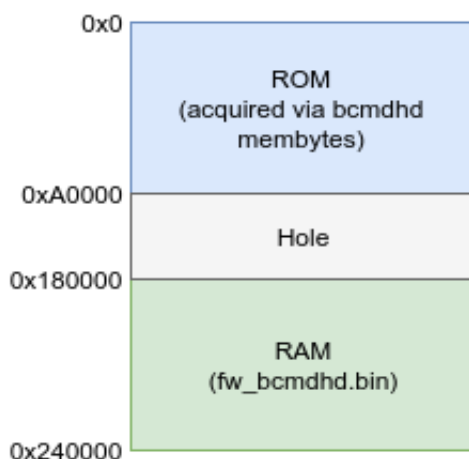 0x0
ROM
(acquired via bcmdhd
membytes)
0xA0000
Hole
0x180000
RAM
(fw_bcmdhd.bin)
0x240000